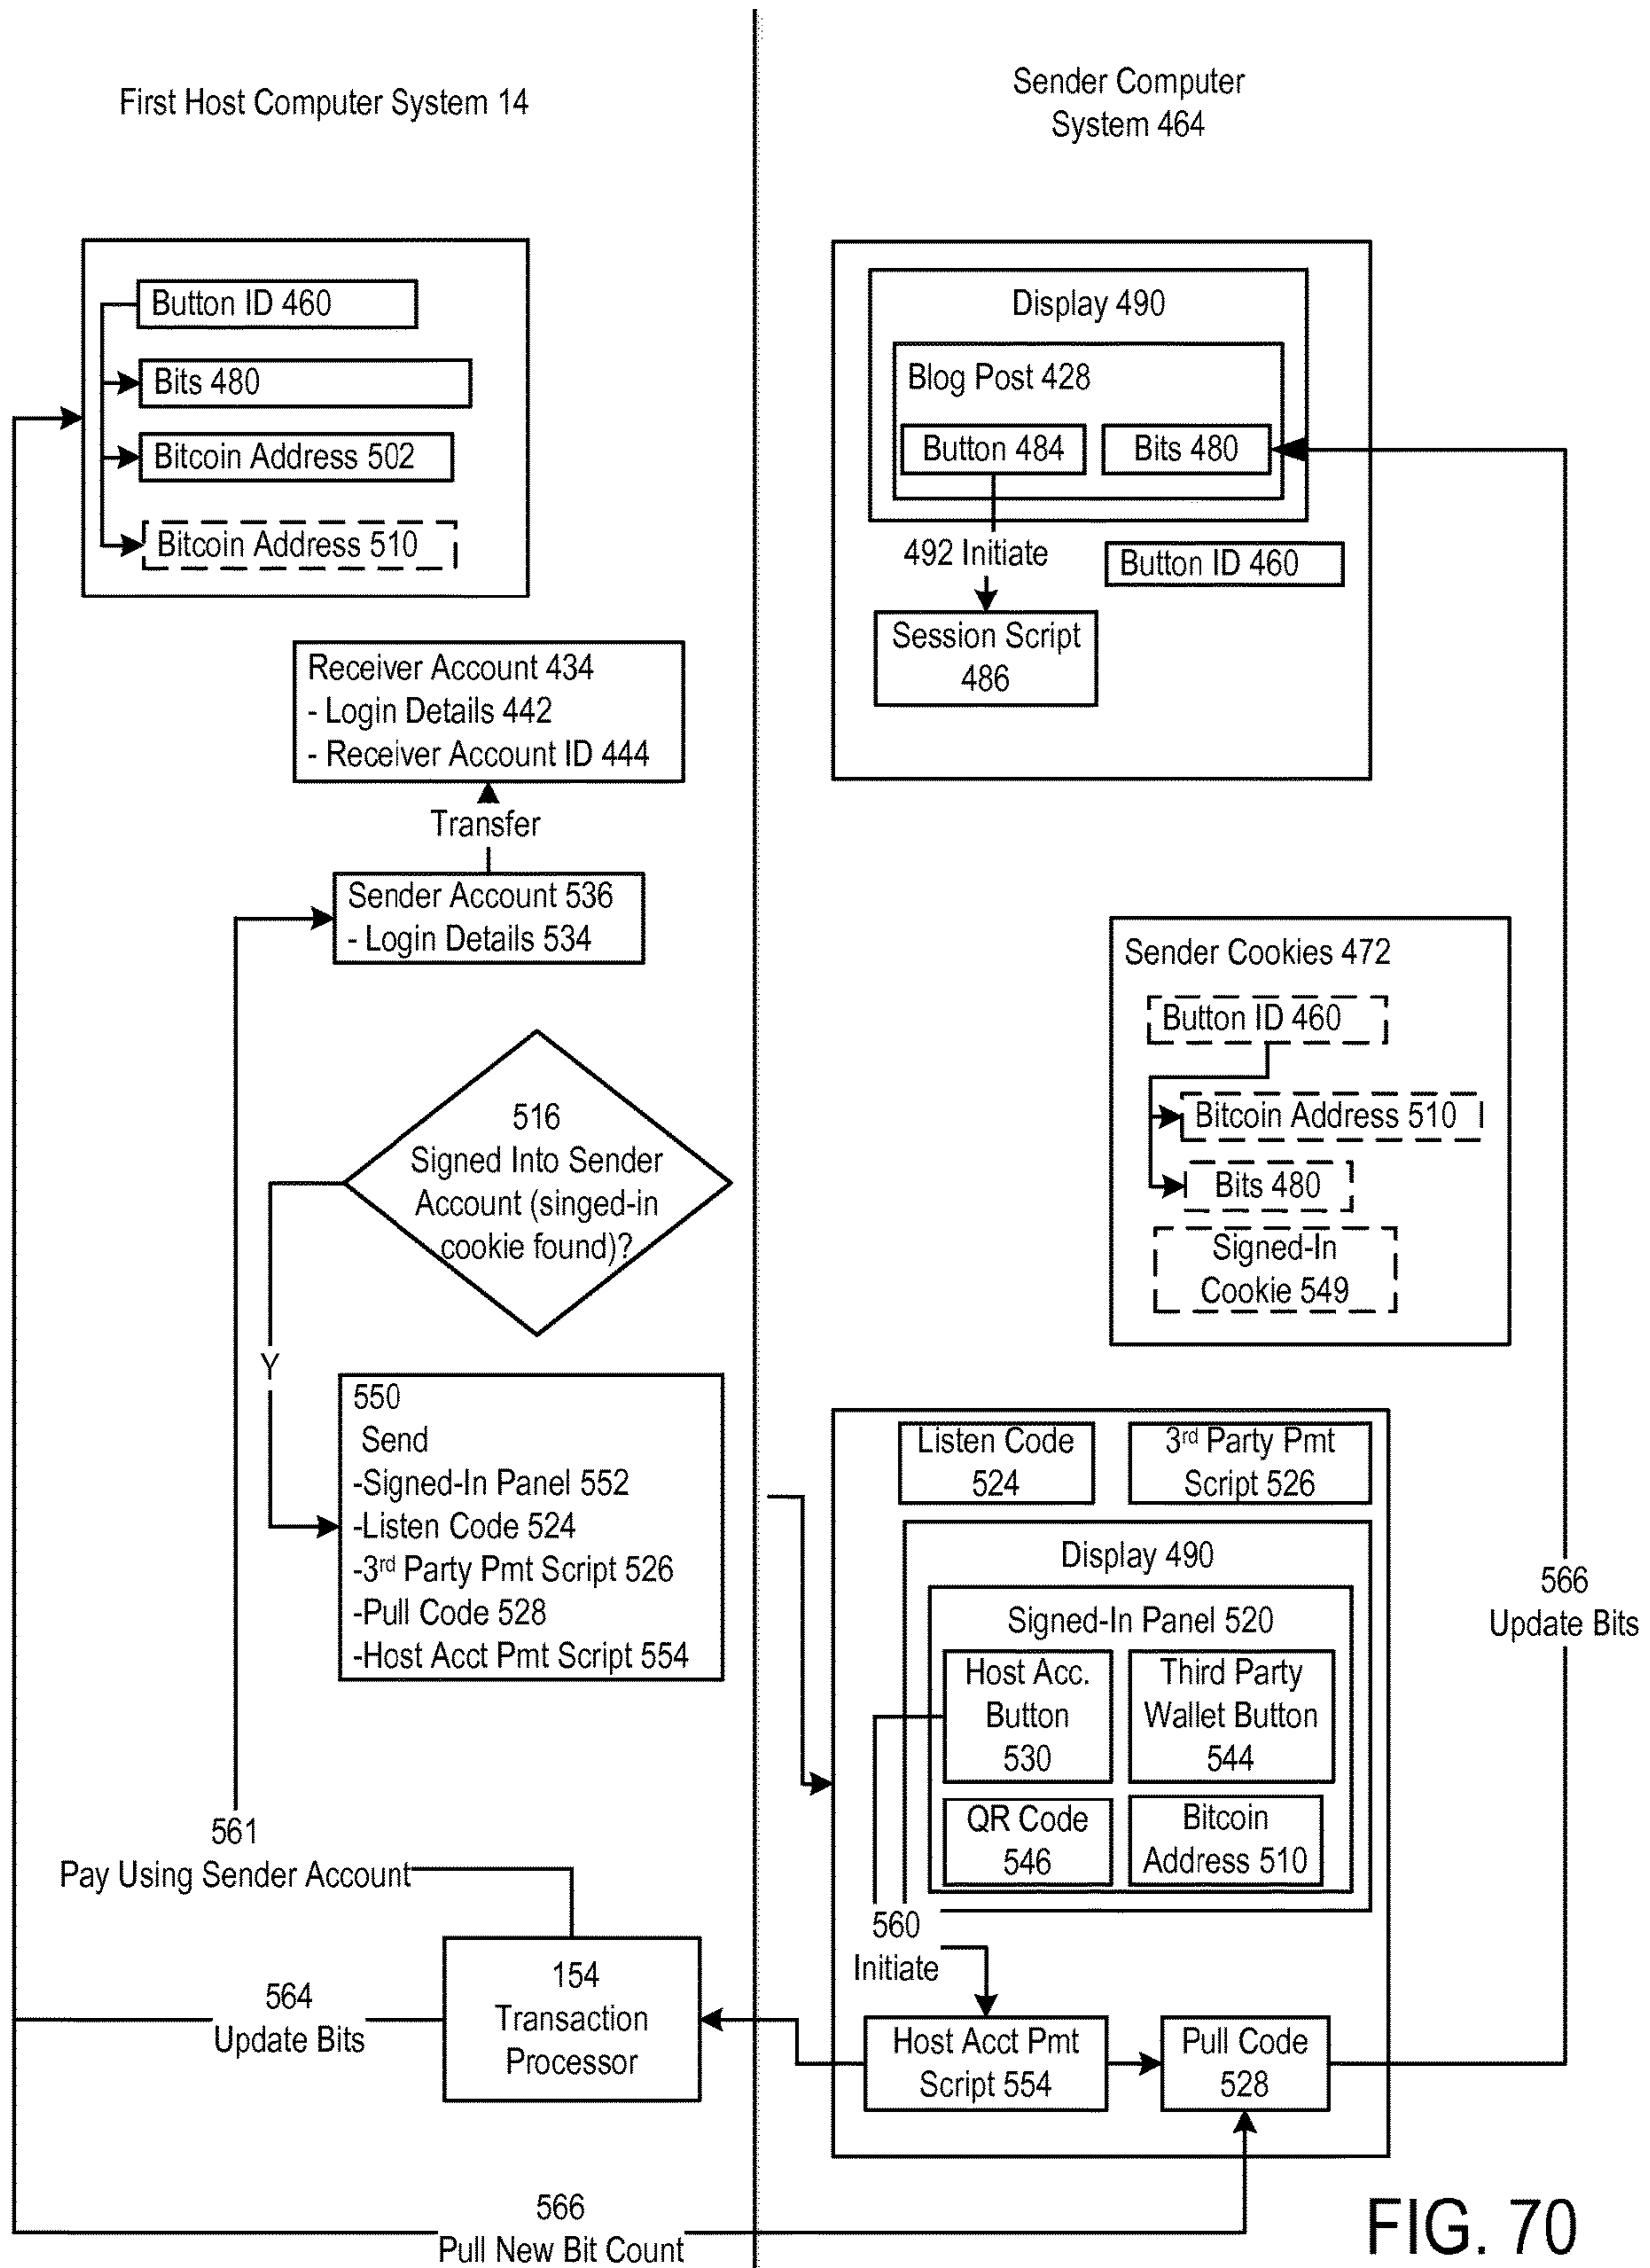 First Host Computer System 14
Sender Computer
System 464
Button ID 460
Bits 480
Bitcoin Address 502
Bitcoin Address 510
Display 490
Blog Post 428
Button 484
Bits 480
492 Initiate
Button ID 460
Session Script
486
Receiver Account 434
- Login Details 442
- Receiver Account ID 444
Transfer
Sender Account 536
- Login Details 534
Sender Cookies 472
Button ID 460
Bitcoin Address 510
Bits 480
Signed-In
Cookie 549
516
Signed Into Sender
Account (singed-in
cookie found)?
Y
550
Send
-Signed-In Panel 552
-Listen Code 524
-3rd Party Pmt Script 526
-Pull Code 528
-Host Acct Pmt Script 554
Listen Code
524
3rd Party Pmt
Script 526
Display 490
Signed-In Panel 520
Host Acc.
Button
530
Third Party
Wallet Button
544
QR Code
546
Bitcoin
Address 510
560
Initiate
566
Update Bits
561
Pay Using Sender Account
154
Transaction
Processor
564
Update Bits
Host Acct Pmt
Script 554
Pull Code
528
566
Pull New Bit Count
FIG. 70